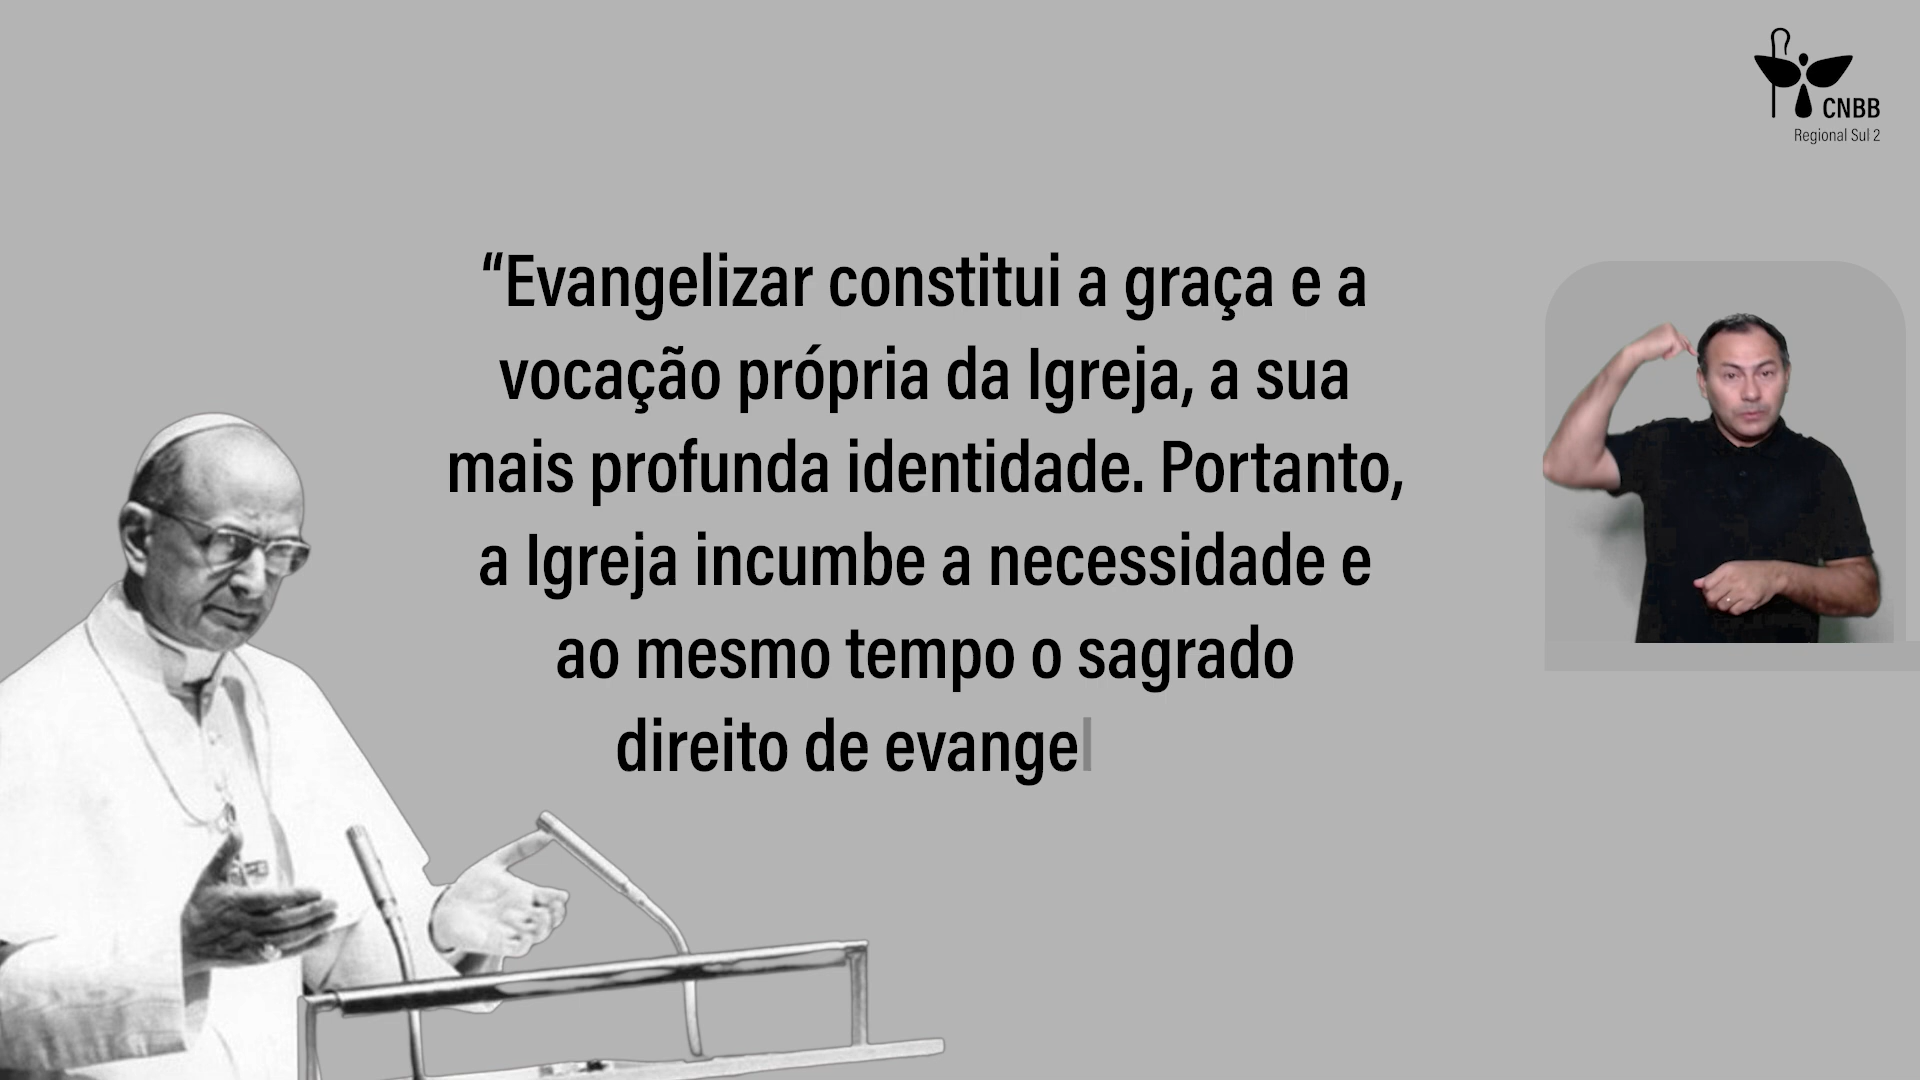 CNBB
Regional Sul 2
“Evangelizar constitui a graça e a
vocação própria da Igreja, a sua
mais profunda identidade. Portanto,
a Igreja incumbe a necessidade e
ao mesmo tempo o sagrado
direito de evangel